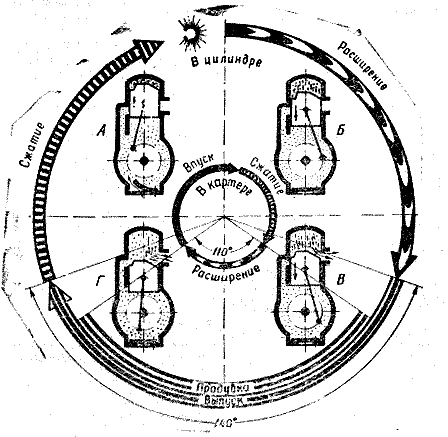 В цилиндре
Расширение
Сжатие
А
Б
Впуск
Сжатие
В картере
110°
Расширение
Г
В
Продувка
Выпуск
140°